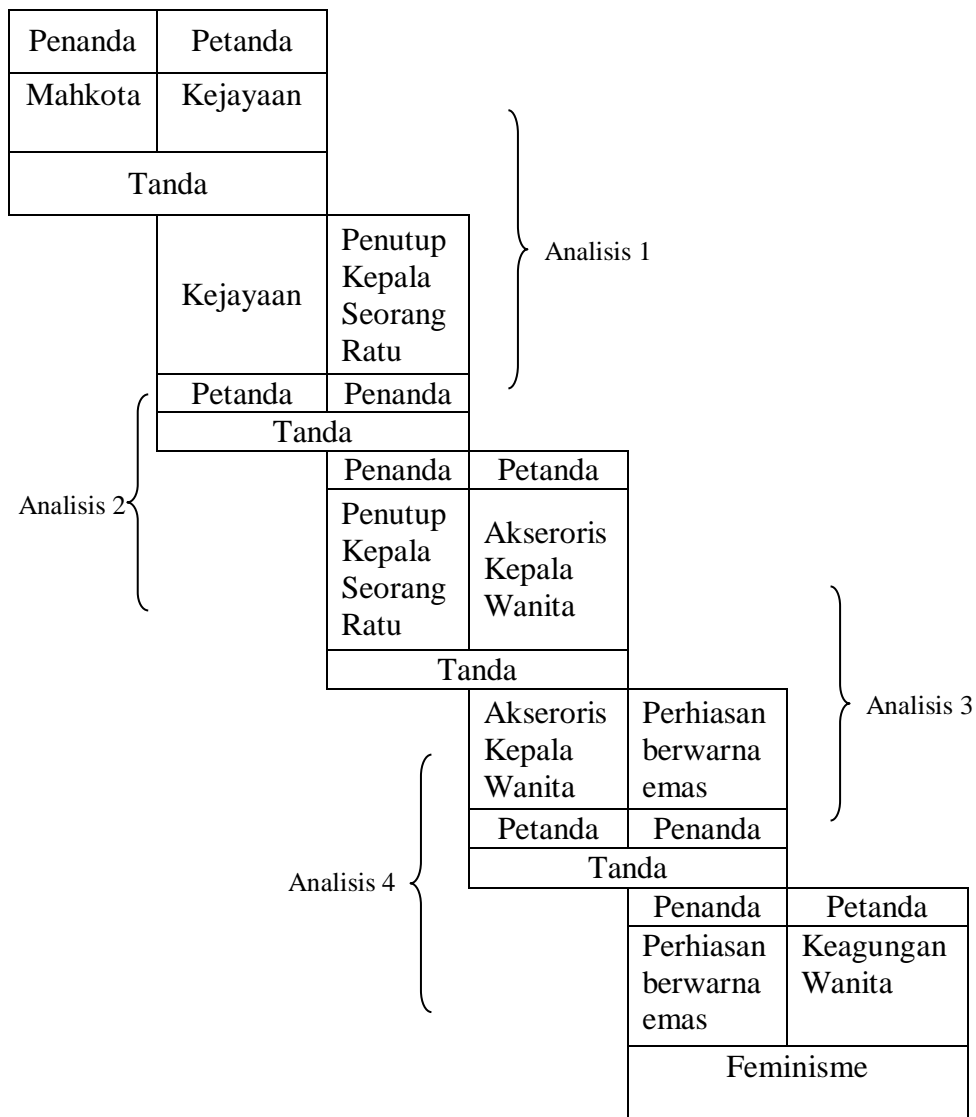 Penanda Petanda
Mahkota Kejayaan
Tanda
Kejayaan
Penutup
Kepala
Seorang
Ratu
Analisis 1
Petanda Penanda
Tanda
Penanda Petanda
Analisis 2
Penutup
Kepala
Seorang
Ratu
Akseroris
Kepala
Wanita
Tanda
Akseroris
Kepala
Wanita
Perhiasan
berwarna
emas
Analisis 3
Petanda Penanda
Tanda
Analisis 4
Penanda Petanda
Perhiasan
berwarna
emas
Keagungan
Wanita
Feminisme